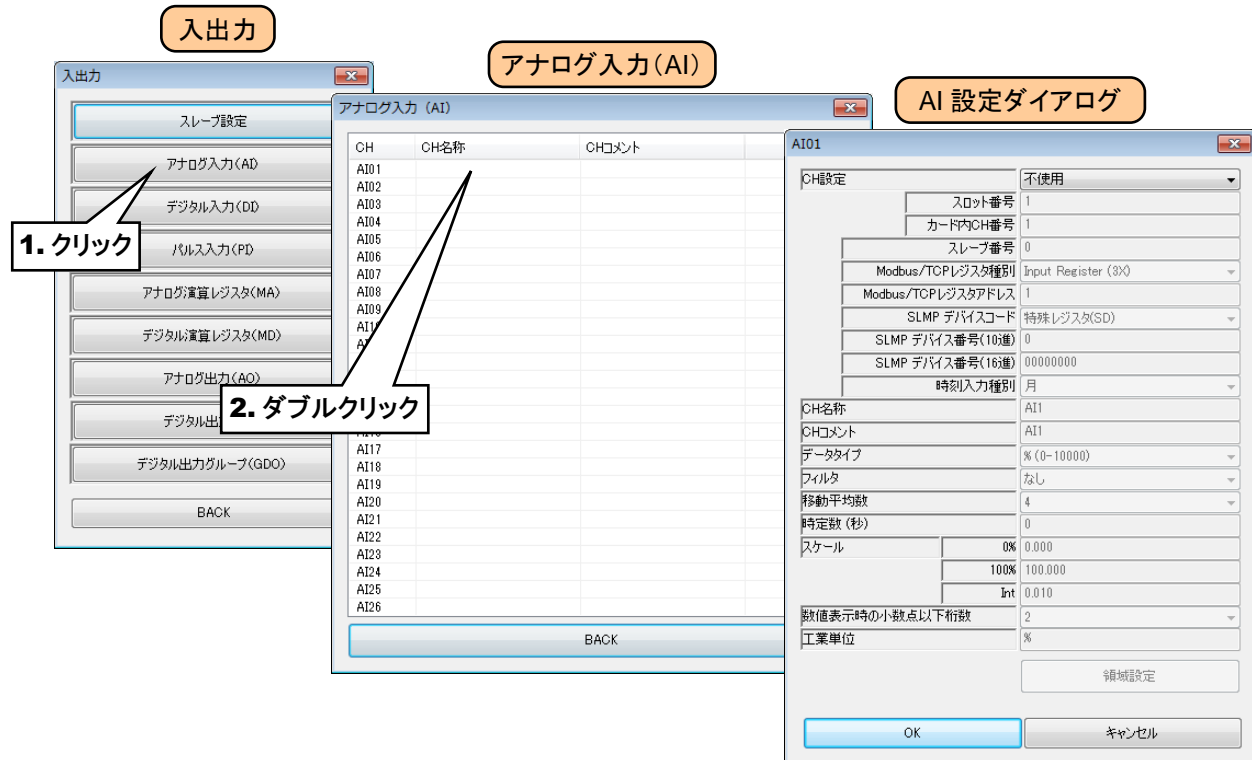 入出力
アナログ入力(AI)
AI 設定ダイアログ
入出力
スレーブ設定
アナログ入力(AI)
デジタル入力(DI)
パルス入力(PI)
アナログ演算レジスタ(MA)
デジタル演算レジスタ(MD)
アナログ出力(AO)
デジタル出
デジタル出力グループ(GDO)
BACK
1. クリック
アナログ入力 (AI)
CH CH名称 CHコメント
AI01
AI02
AI03
AI04
AI05
AI06
AI07
AI08
AI09
AI17
AI18
AI19
AI20
AI21
AI22
AI23
AI24
AI25
AI26
BACK
2. ダブルクリック
AI01
CH設定 不使用
スロット番号 1
カード内CH番号 1
スレーブ番号 0
Modbus/TCPレジスタ種別 Input Register (3X)
Modbus/TCPレジスタアドレス 1
SLMP デバイスコード 特殊レジスタ(SD)
SLMP デバイス番号(10進) 0
SLMP デバイス番号(16進) 00000000
時刻入力種別 月
CH名称 AI1
CHコメント AI1
データタイプ % (0-10000)
フィルタ なし
移動平均数 4
時定数 (秒) 0
スケール 0% 0.000
100% 100.000
Int 0.010
数値表示時の小数点以下桁数 2
工業単位 %
領域設定
OK キャンセル